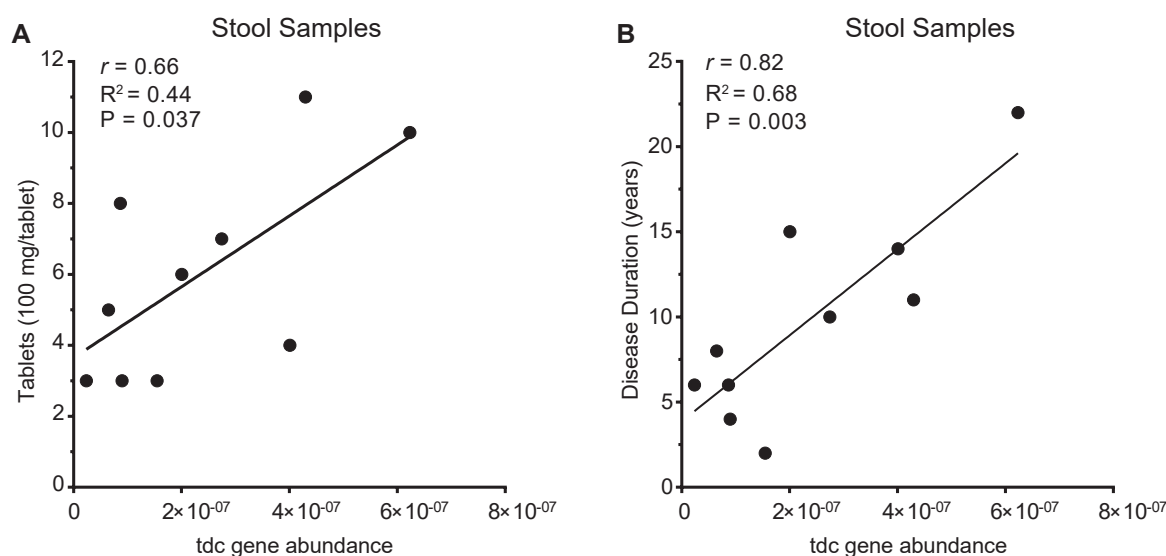 A
Stool Samples
r = 0.66
R² = 0.44
P = 0.037
12
10
8
6
4
2
0
Tablets (100 mg/tablet)
0
2×10⁻⁰⁷
4×10⁻⁰⁷
6×10⁻⁰⁷
8×10⁻⁰⁷
tdc gene abundance
B
Stool Samples
r = 0.82
R² = 0.68
P = 0.003
25
20
15
10
5
0
Disease Duration (years)
0
2×10⁻⁰⁷
4×10⁻⁰⁷
6×10⁻⁰⁷
8×10⁻⁰⁷
tdc gene abundance